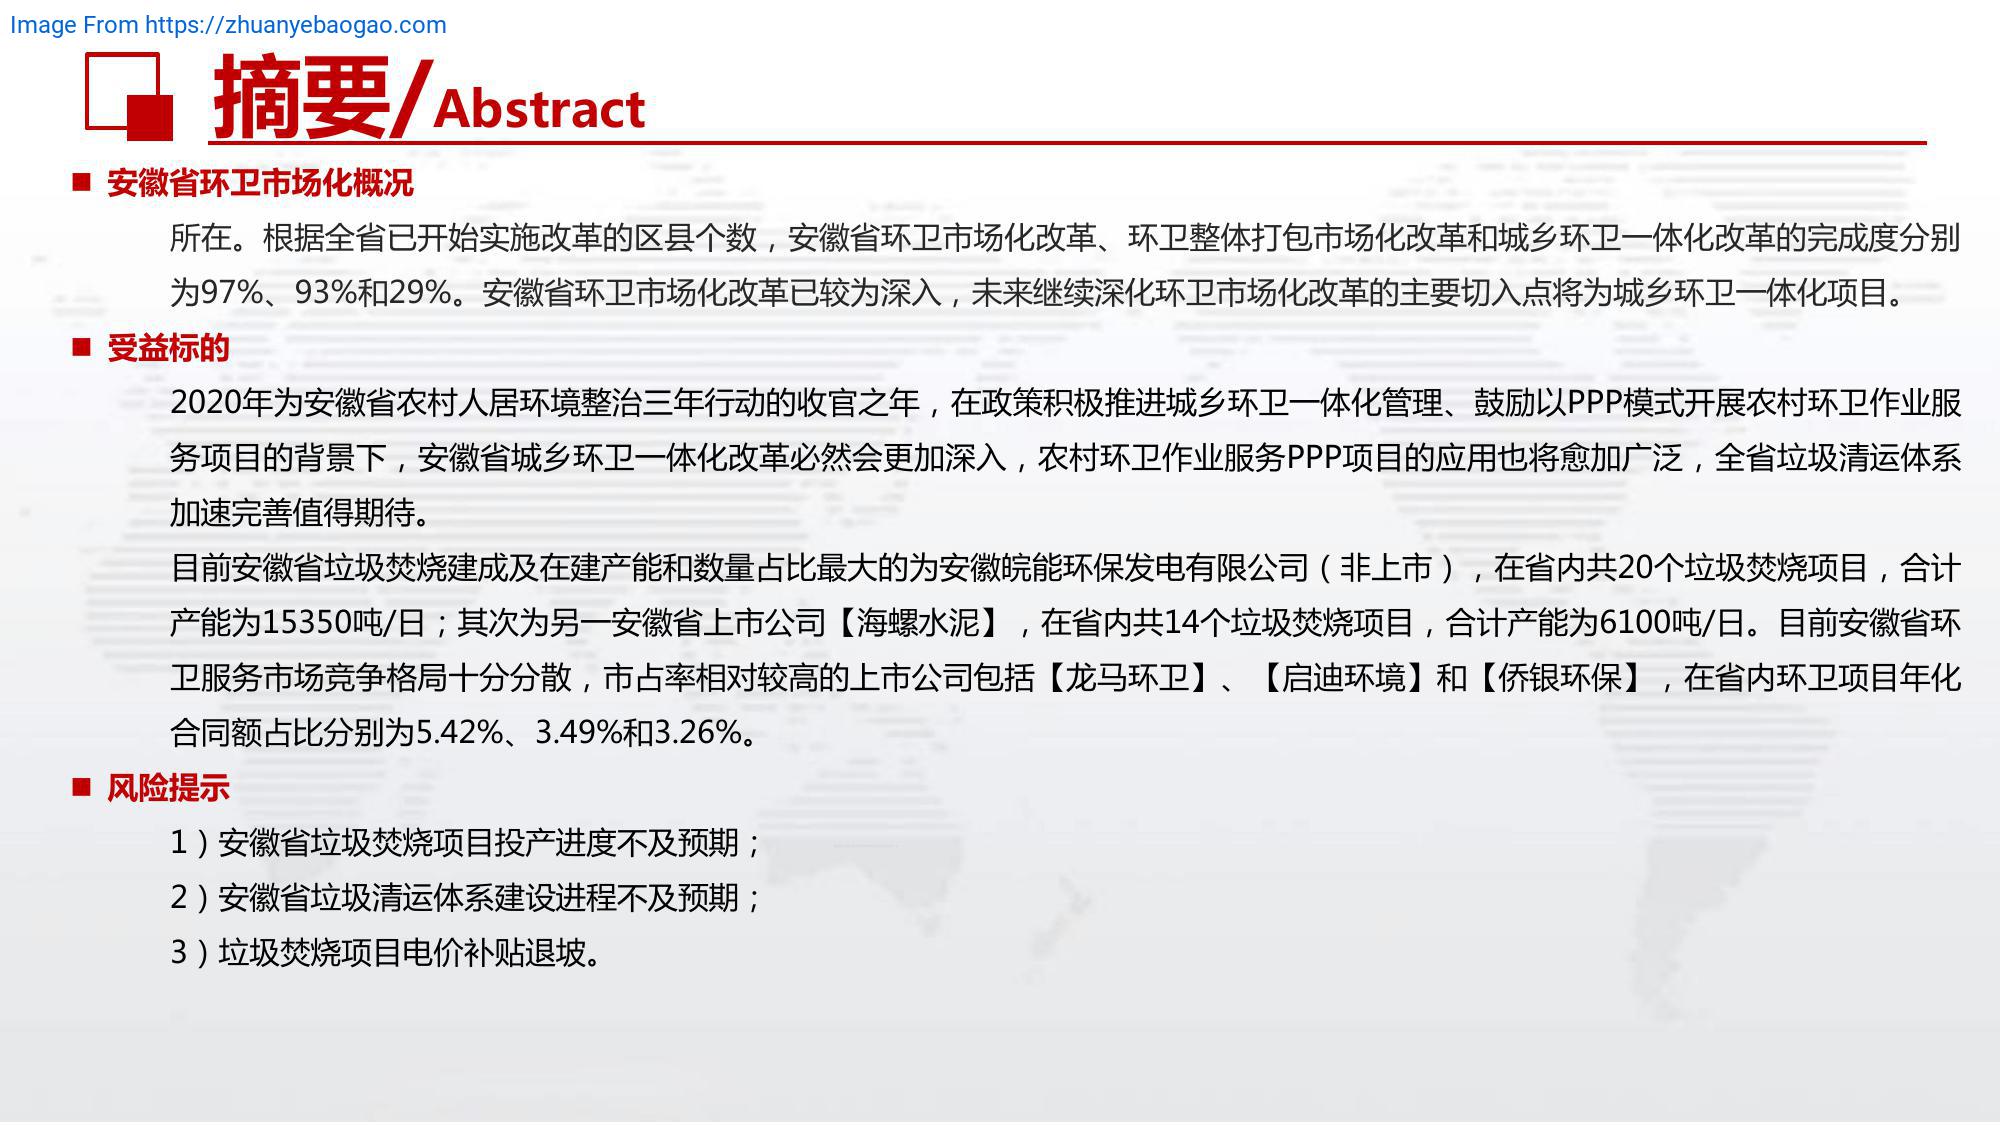 Image From https://zhuanyebaogao.com
摘要/Abstract
■ 安徽省环卫市场化概况
所在。根据全省已开始实施改革的区县个数，安徽省环卫市场化改革、环卫整体打包市场化改革和城乡环卫一体化改革的完成度分别
为97%、93%和29%。安徽省环卫市场化改革已较为深入，未来继续深化环卫市场化改革的主要切入点将为城乡环卫一体化项目。
■ 受益标的
2020年为安徽省农村人居环境整治三年行动的收官之年，在政策积极推进城乡环卫一体化管理、鼓励以PPP模式开展农村环卫作业服
务项目的背景下，安徽省城乡环卫一体化改革必然会更加深入，农村环卫作业服务PPP项目的应用也将愈加广泛，全省垃圾清运体系
加速完善值得期待。
目前安徽省垃圾焚烧建成及在建产能和数量占比最大的为安徽皖能环保发电有限公司（非上市），在省内共20个垃圾焚烧项目，合计
产能为15350吨/日；其次为另一安徽省上市公司【海螺水泥】，在省内共14个垃圾焚烧项目，合计产能为6100吨/日。目前安徽省环
卫服务市场竞争格局十分分散，市占率相对较高的上市公司包括【龙马环卫】、【启迪环境】和【侨银环保】，在省内环卫项目年化
合同额占比分别为5.42%、3.49%和3.26%。
■ 风险提示
1）安徽省垃圾焚烧项目投产进度不及预期；
2）安徽省垃圾清运体系建设进程不及预期；
3）垃圾焚烧项目电价补贴退坡。